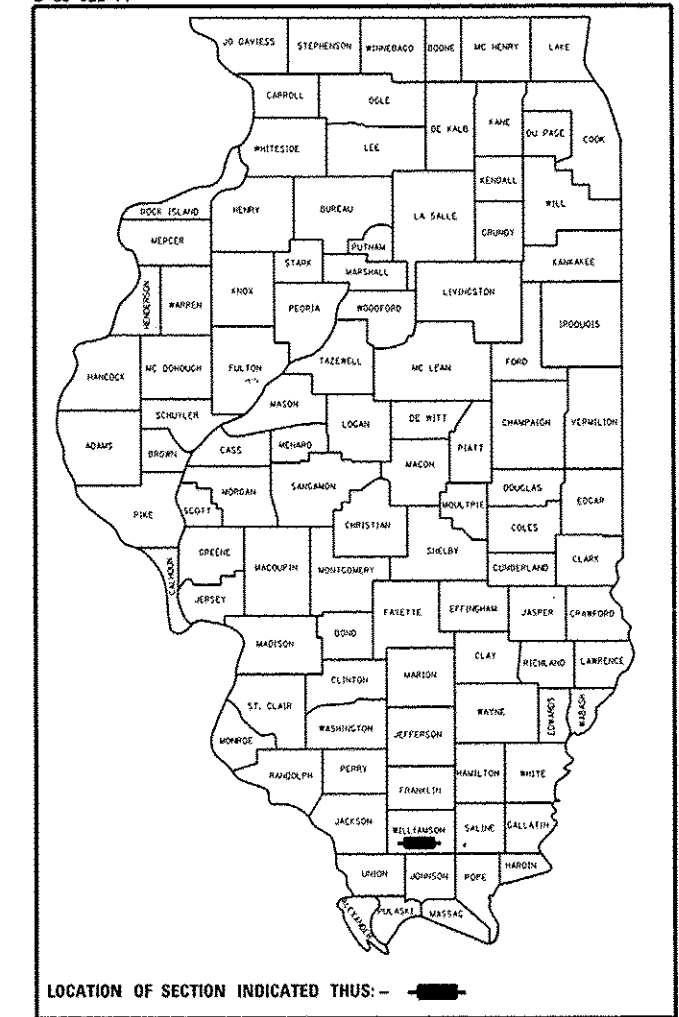 JO DAVIESS STEPHENSON WINNEBAGO BOONE MC HENRY LAKE
CARROLL OGLE DE KALB KANE DU PAGE COOK
WHITESIDE LEE KENDALL WILL
ROCK ISLAND HENRY BUREAU LA SALLE GRUNDY
MERCER PUTNAM KANKAKEE
STARK MARSHALL
HENDERSON WARREN KNOX PEORIA WOODFORD LIVINGSTON IROQUOIS
HANCOCK MC DONOUGH FULTON TAZEWELL MC LEAN FORD
MASON
ADAMS SCHUYLER LOGAN DE WITT CHAMPAIGN VERMILION
BROWN CASS MENARD PIATT
MACON
PIKE SCOTT MORGAN SANGAMON MOULTRIE DOUGLAS EDGAR
CHRISTIAN COLES
CALHOUN GREENE MACOUPIN MONTGOMERY SHELBY CUMBERLAND CLARK
JERSEY FAYETTE EFFINGHAM JASPER CRAWFORD
MADISON BOND
CLINTON MARION CLAY RICHLAND LAWRENCE
ST. CLAIR WAYNE EDWARDS WABASH
MONROE WASHINGTON JEFFERSON
RANDOLPH PERRY HAMILTON WHITE
FRANKLIN
JACKSON WILLIAMSON SALINE GALLATIN
UNION JOHNSON POPE HARDIN
ALEXANDER PULASKI MASSAC
LOCATION OF SECTION INDICATED THUS:-